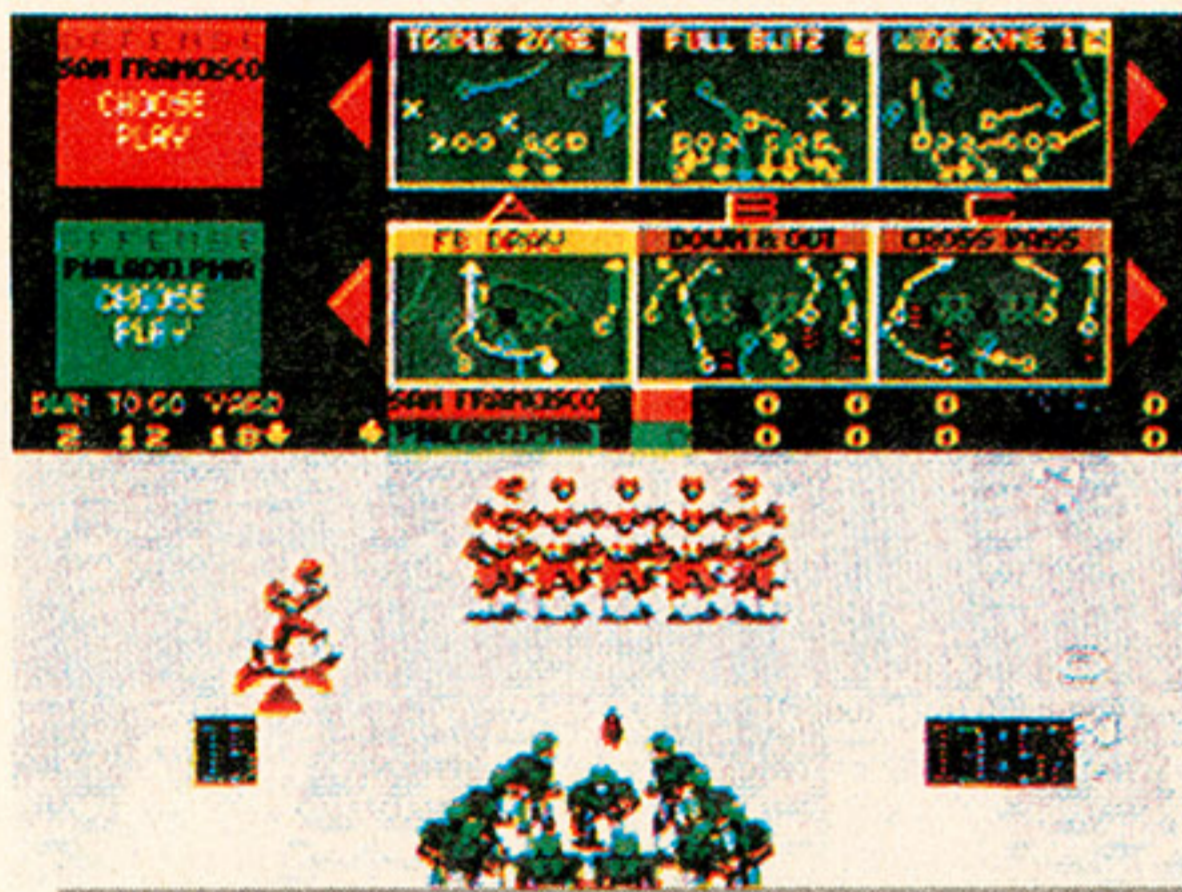 DEFENSE
SAN FRANCISCO
CHOOSE
PLAY
TRIPLE ZONE
FULL BLITZ
WIDE ZONE 1
A
B
C
OFFENSE
PHILADELPHIA
CHOOSE
PLAY
FB DRAW
DOWN & OUT
CROSS PASS
DWN TO GO YARD
2 12 18
SAN FRANCISCO 0 0 0 0
PHILADELPHIA 0 0 0 0